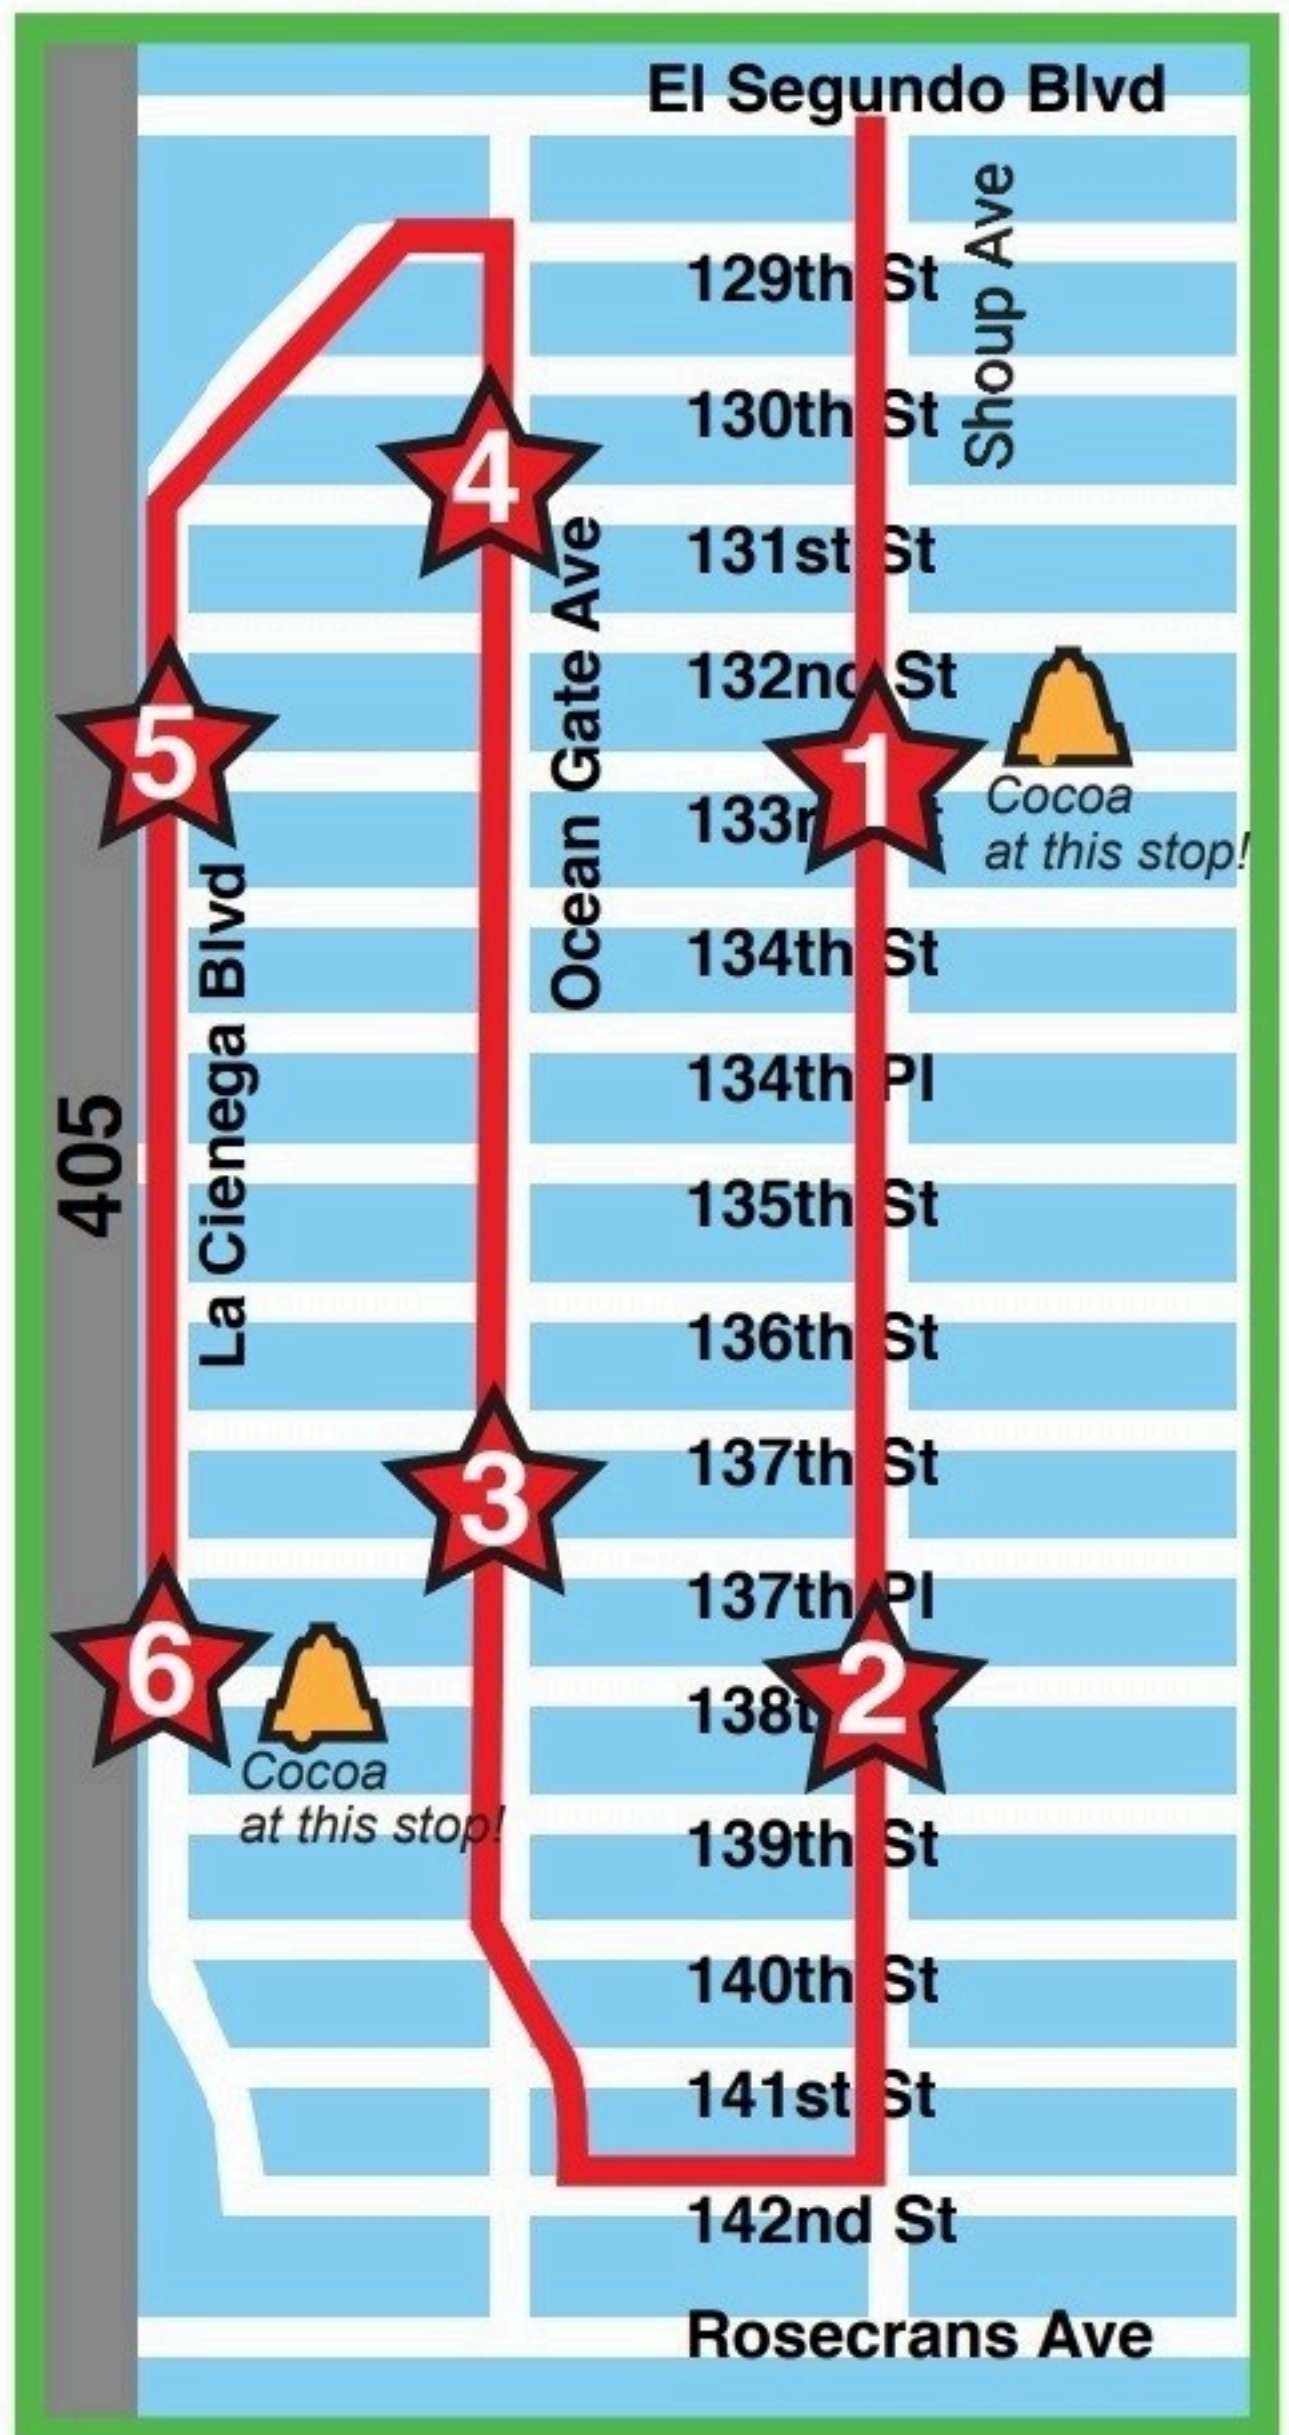 El Segundo Blvd
Shoup Ave
129th St
130th St
131st St
4
132nd St
5
1
Cocoa
at this stop!
133r
Ocean Gate Ave
134th St
La Cienega Blvd
134th Pl
405
135th St
136th St
137th St
3
137th Pl
6
2
Cocoa
at this stop!
138t
139th St
140th St
141st St
142nd St
Rosecrans Ave